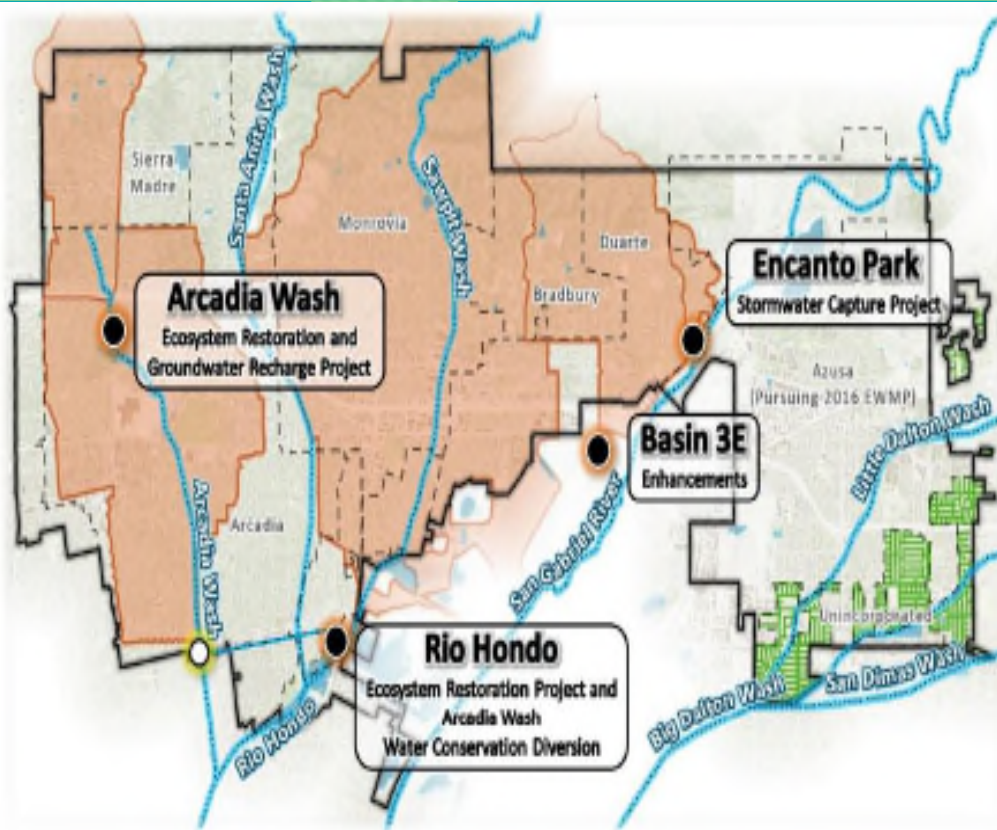 Santa Anita Wash
Sierra
Madre
Monrovia
Sawpit Wash
Duarte
Bradbury
Encanto Park
Stormwater Capture Project
Arcadia Wash
Ecosystem Restoration and
Groundwater Recharge Project
Azusa
(Pursuing 2016 EWMP)
Little Dalton Wash
Basin 3E
Enhancements
Arcadia Wash
Arcadia
San Gabriel River
Unincorporated
Rio Hondo
Ecosystem Restoration Project and
Arcadia Wash
Water Conservation Diversion
Rio Hondo
Big Dalton Wash
San Dimas Wash